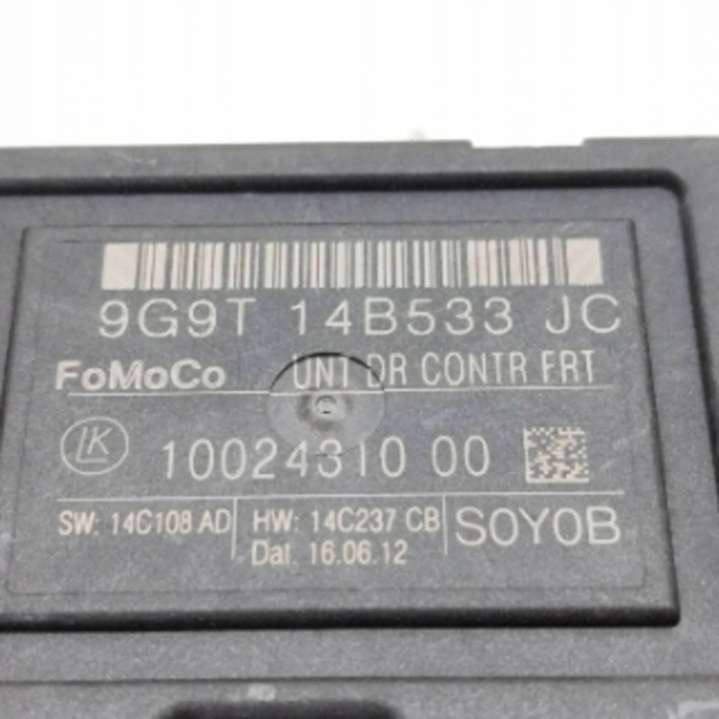 9G9T 14B533 JC
FoMoCo UNI DR CONTR FRT
LK 10024310 00
SW: 14C108 AD HW: 14C237 CB S0Y0B
Dat. 16.06.12